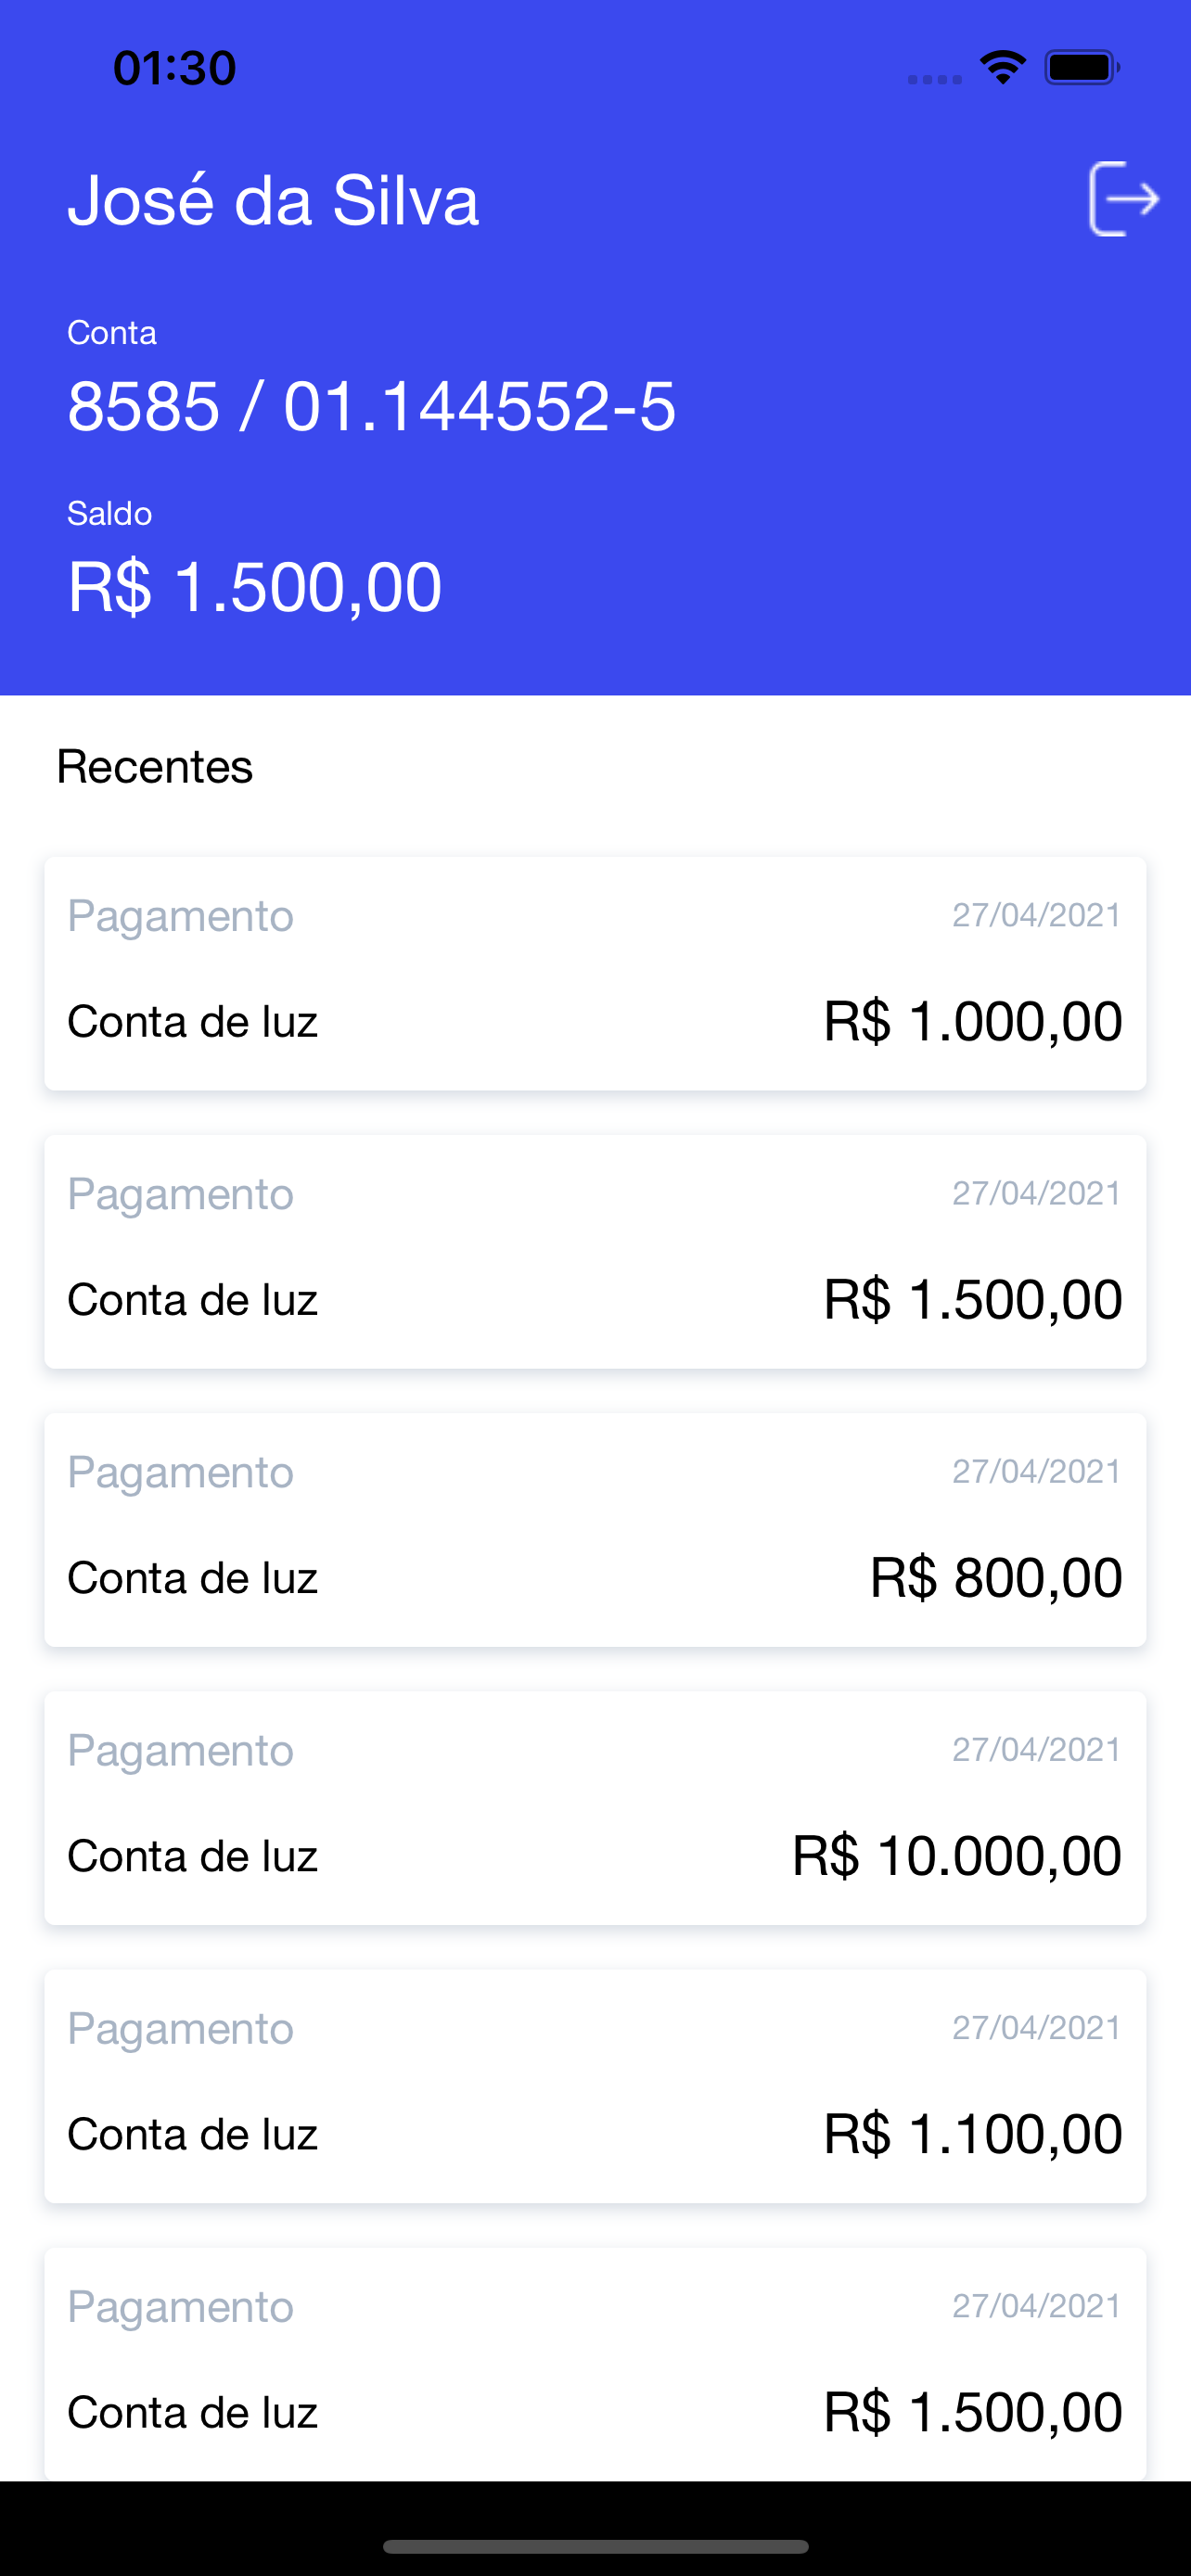 01:30
José da Silva
Conta
8585 / 01.144552-5
Saldo
R$ 1.500,00
Recentes
Pagamento 27/04/2021
Conta de luz R$ 1.000,00
Pagamento 27/04/2021
Conta de luz R$ 1.500,00
Pagamento 27/04/2021
Conta de luz R$ 800,00
Pagamento 27/04/2021
Conta de luz R$ 10.000,00
Pagamento 27/04/2021
Conta de luz R$ 1.100,00
Pagamento 27/04/2021
Conta de luz R$ 1.500,00